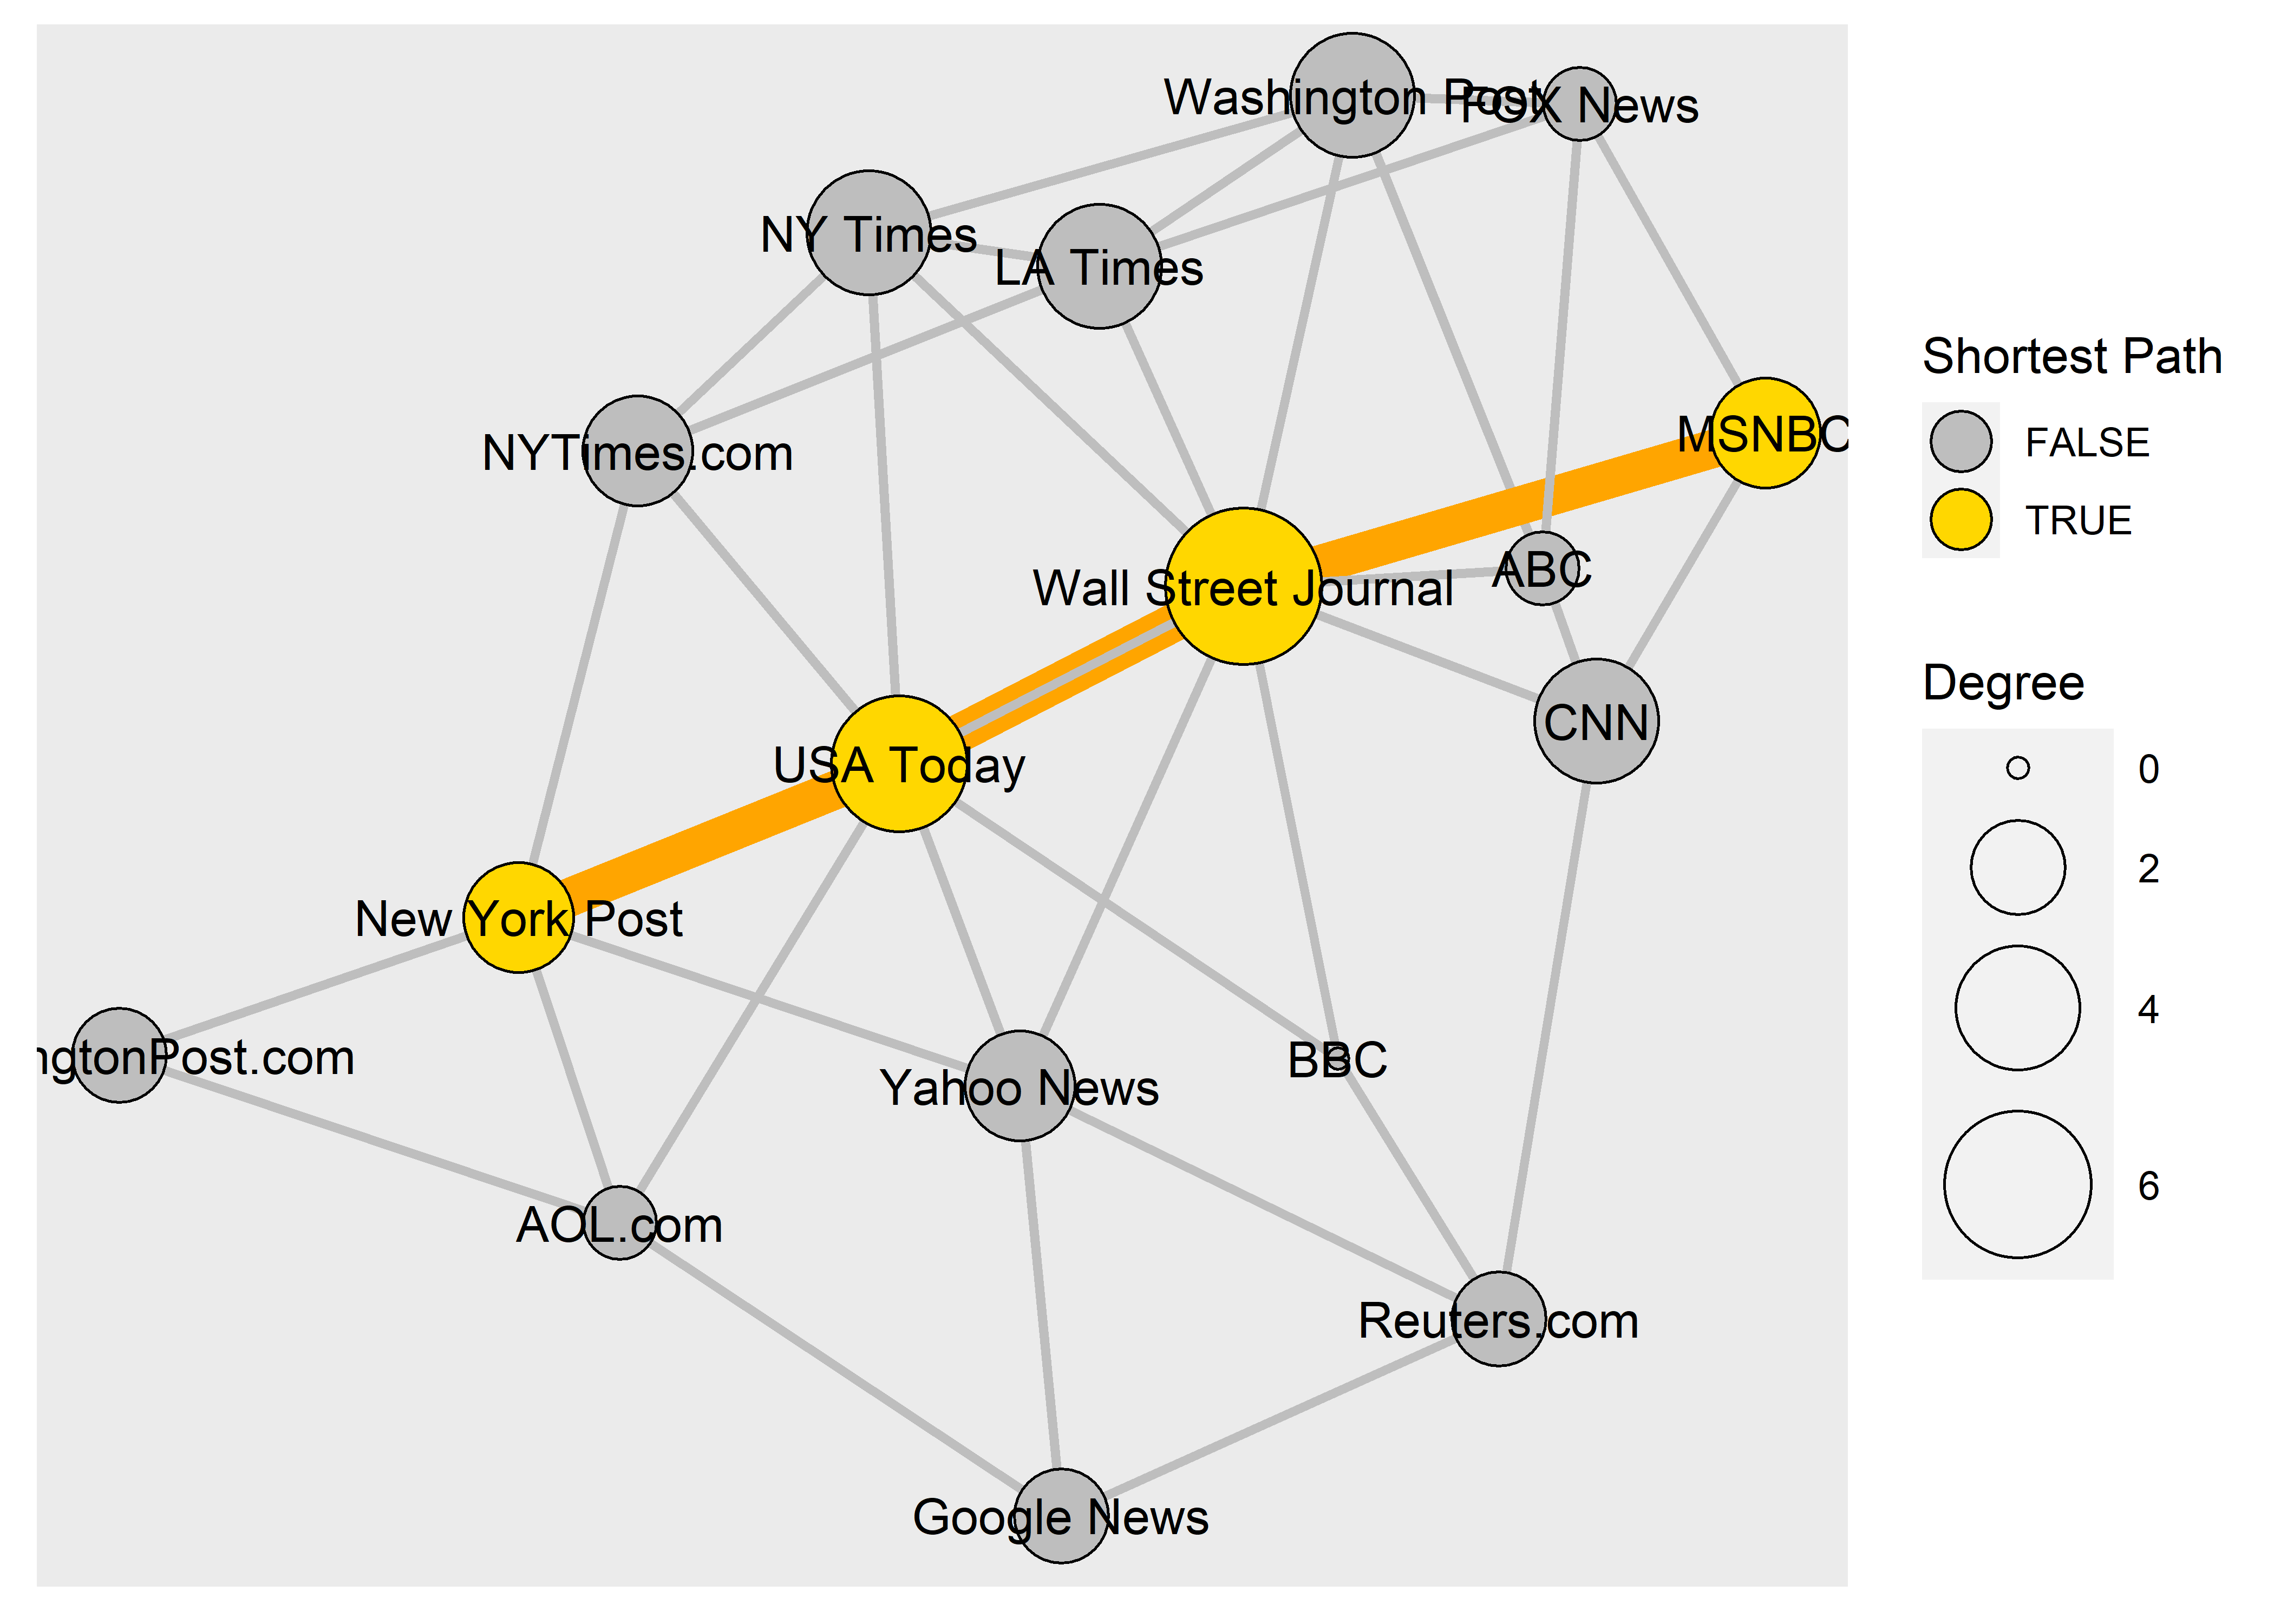 Washington Post
FOX News
NY Times
LA Times
NYTimes.com
MSNBC
Wall Street Journal
ABC
CNN
USA Today
New York Post
ngtonPost.com
Yahoo News
BBC
AOL.com
Reuters.com
Google News
Shortest Path
FALSE
TRUE
Degree
0
2
4
6